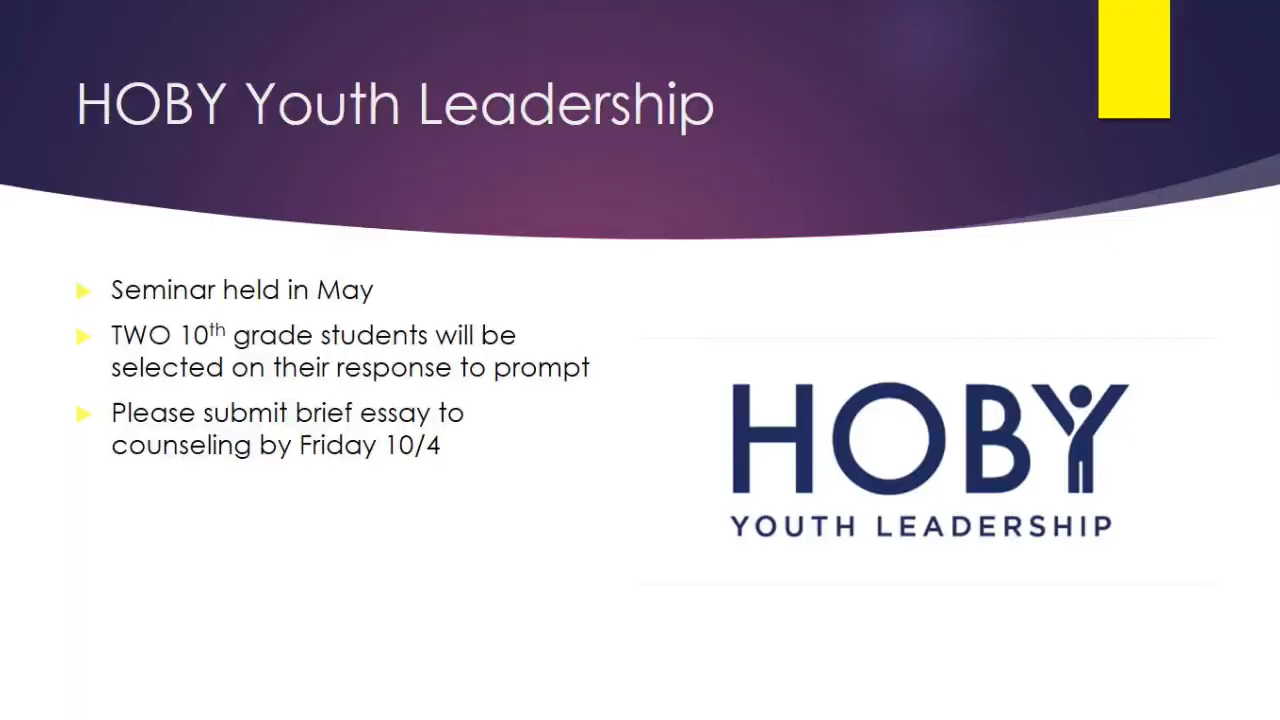 HOBY Youth Leadership
Seminar held in May
TWO 10th grade students will be
selected on their response to prompt
Please submit brief essay to
counseling by Friday 10/4
HOBY
YOUTH LEADERSHIP